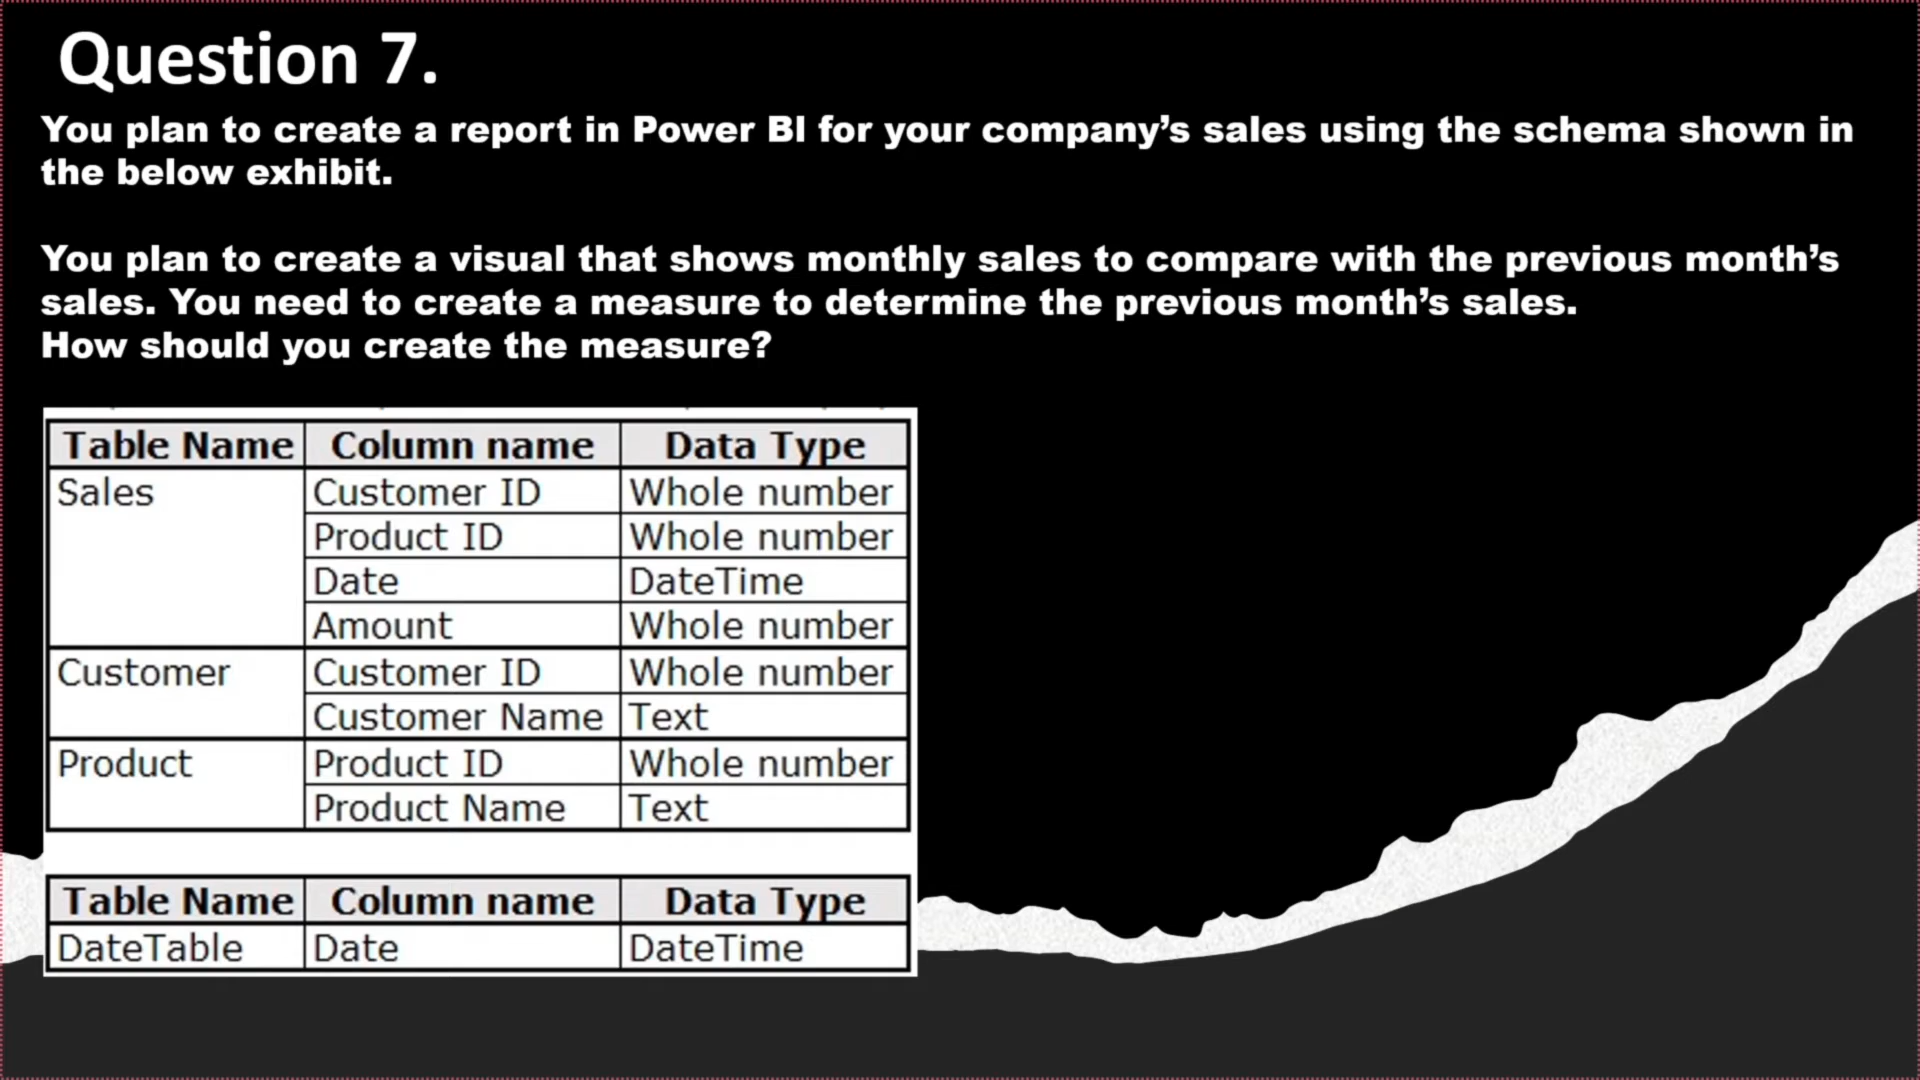 Question 7.
You plan to create a report in Power BI for your company’s sales using the schema shown in
the below exhibit.
You plan to create a visual that shows monthly sales to compare with the previous month’s
sales. You need to create a measure to determine the previous month’s sales.
How should you create the measure?
Table Name Column name Data Type
Sales Customer ID Whole number
Product ID Whole number
Date DateTime
Amount Whole number
Customer Customer ID Whole number
Customer Name Text
Product Product ID Whole number
Product Name Text
Table Name Column name Data Type
DateTable Date DateTime